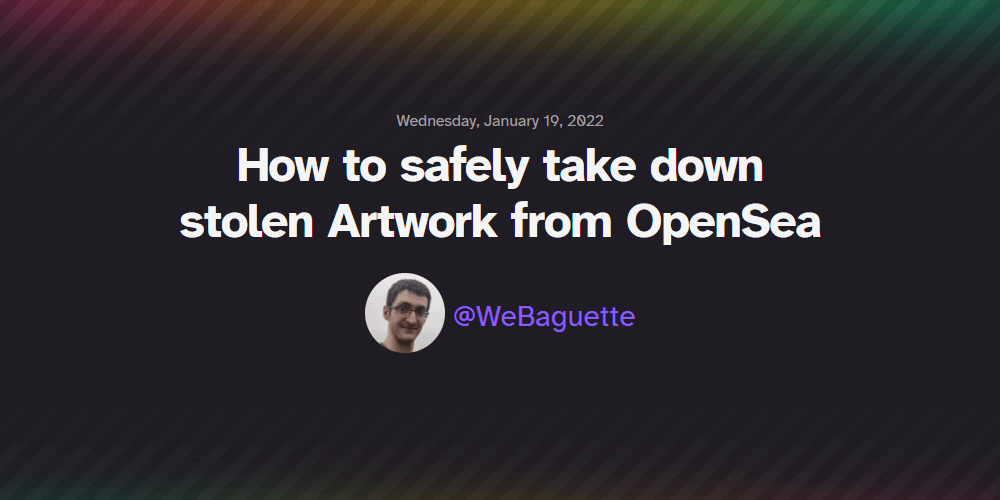 Wednesday, January 19, 2022
How to safely take down
stolen Artwork from OpenSea
@WeBaguette